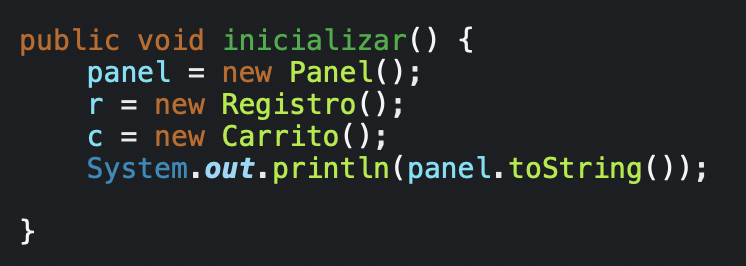 public void inicializar() {
    panel = new Panel();
    r = new Registro();
    c = new Carrito();
    System.out.println(panel.toString());
}